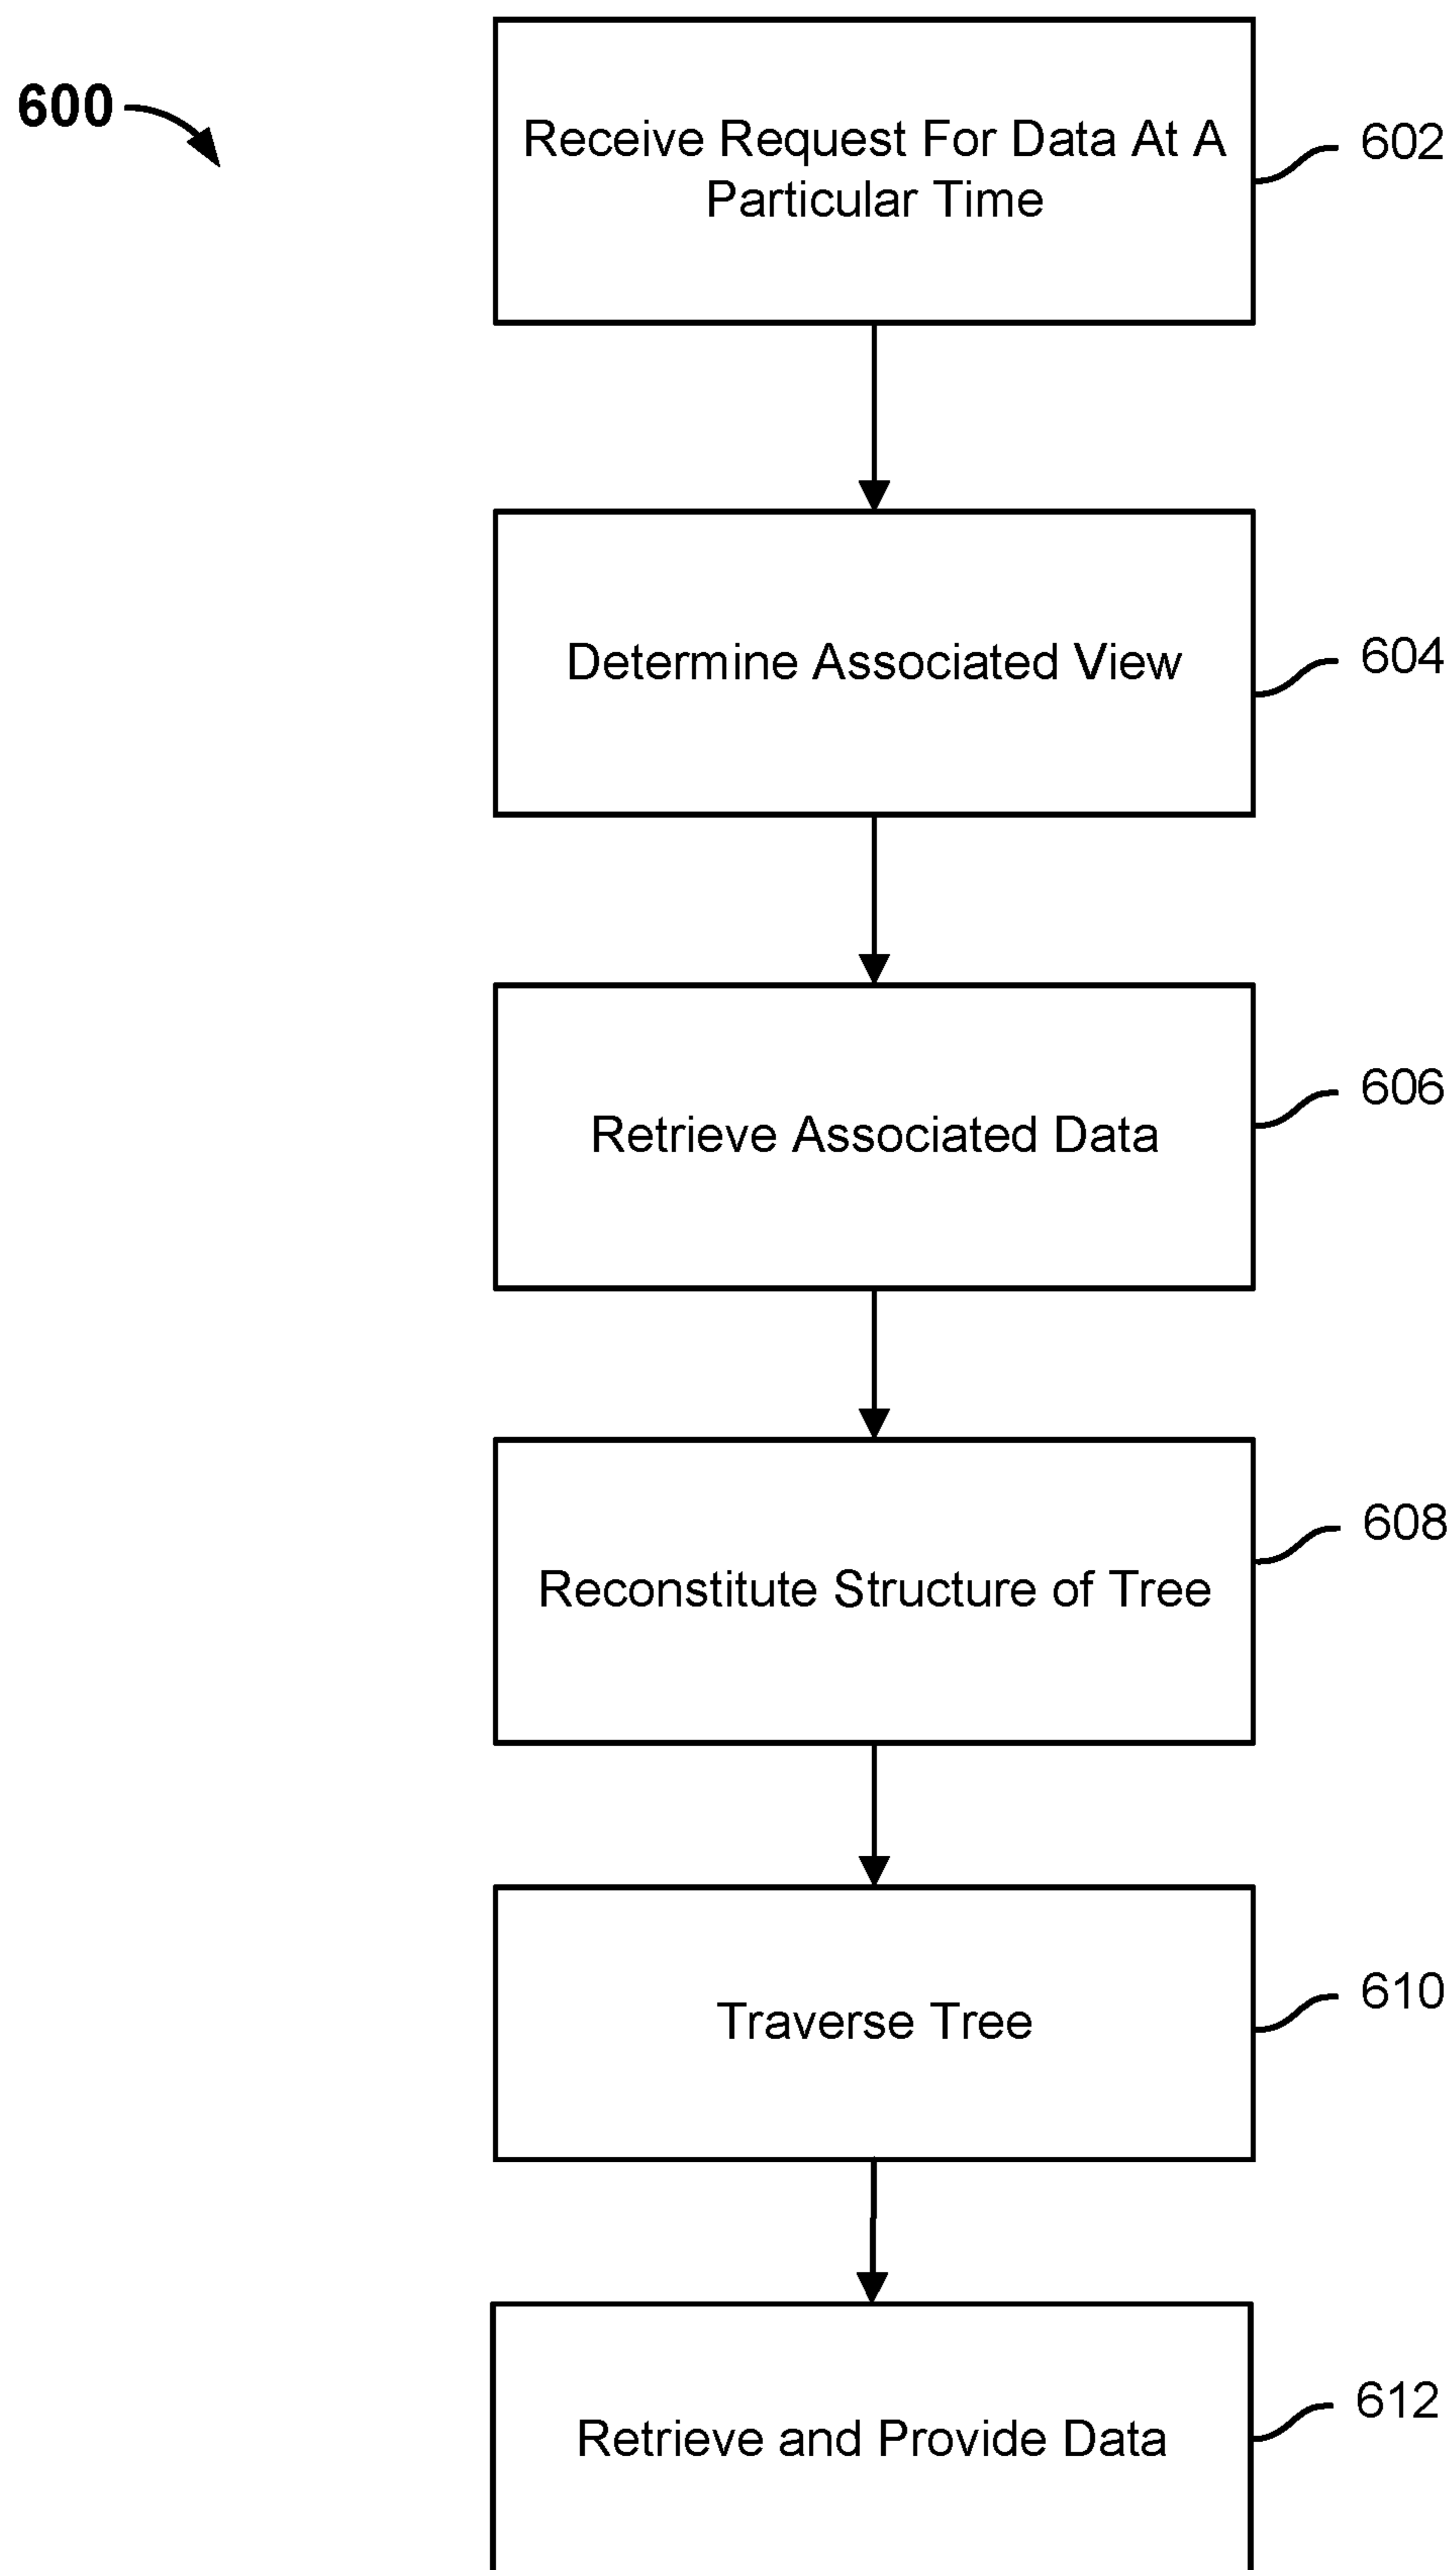 600
Receive Request For Data At A
Particular Time
602
Determine Associated View
604
Retrieve Associated Data
606
Reconstitute Structure of Tree
608
Traverse Tree
610
Retrieve and Provide Data
612